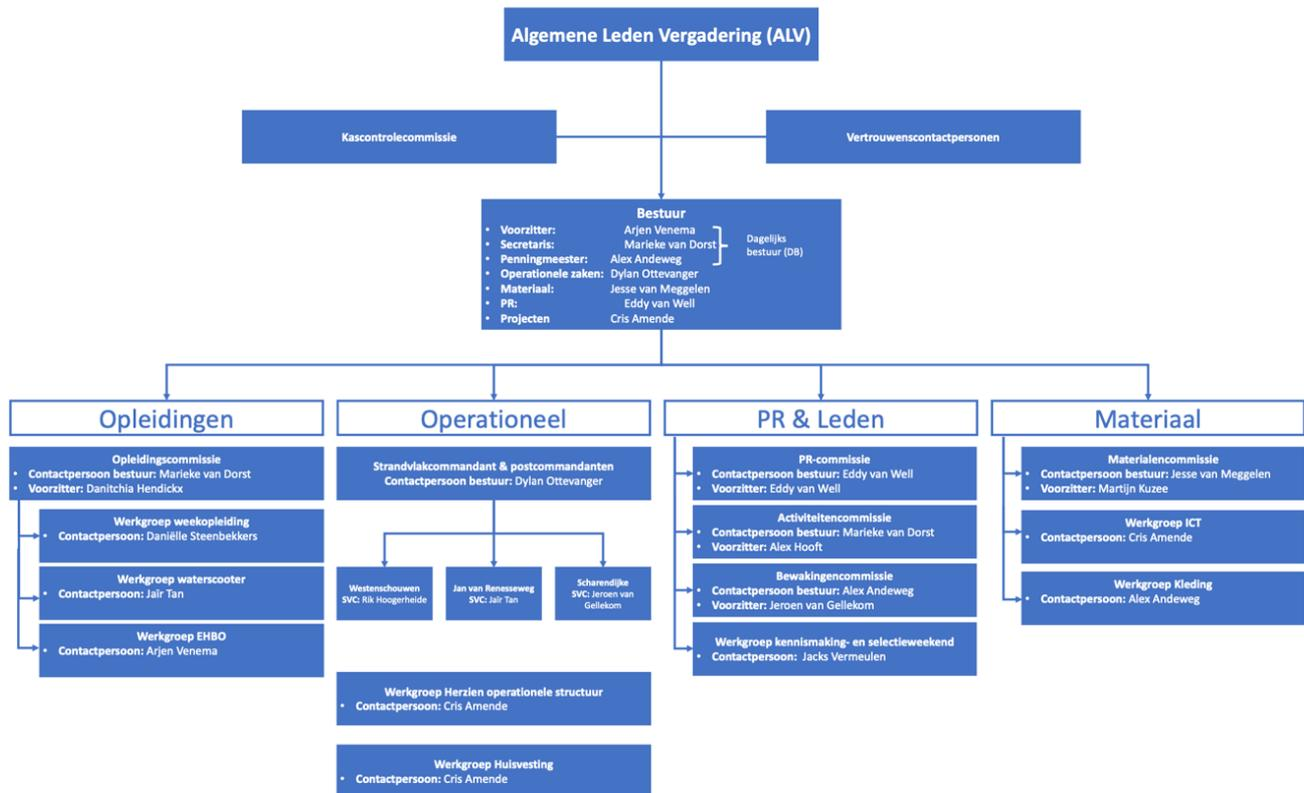 Algemene Leden Vergadering (ALV)
Kascontrolecommissie
Vertrouwenscontactpersonen
Bestuur
• Voorzitter: Arjen Venema
• Secretaris: Marieke van Dorst
• Penningmeester: Alex Andeweg
• Operationele zaken: Dylan Ottevanger
• Materiaal: Jesse van Meggelen
• PR: Eddy van Well
• Projecten Cris Amende
Dagelijks
bestuur (DB)
Opleidingen
Opleidingscommissie
• Contactpersoon bestuur: Marieke van Dorst
• Voorzitter: Danitchia Hendickx
Werkgroep weekopleiding
• Contactpersoon: Daniëlle Steenbekkers
Werkgroep waterscooter
• Contactpersoon: Jaïr Tan
Werkgroep EHBO
• Contactpersoon: Arjen Venema
Operationeel
Strandvlakcommandant & postcommandanten
Contactpersoon bestuur: Dylan Ottevanger
Westenschouwen
SVC: Rik Hoogerheide
Jan van Renesseweg
SVC: Jaïr Tan
Scharendijke
SVC: Jeroen van
Gellekom
Werkgroep Herzien operationele structuur
• Contactpersoon: Cris Amende
Werkgroep Huisvesting
• Contactpersoon: Cris Amende
PR & Leden
PR-commissie
• Contactpersoon bestuur: Eddy van Well
• Voorzitter: Eddy van Well
Activiteitencommissie
• Contactpersoon bestuur: Marieke van Dorst
• Voorzitter: Alex Hooft
Bewakingencommissie
• Contactpersoon bestuur: Alex Andeweg
• Voorzitter: Jeroen van Gellekom
Werkgroep kennismaking- en selectieweekend
• Contactpersoon: Jacks Vermeulen
Materiaal
Materialencommissie
• Contactpersoon bestuur: Jesse van Meggelen
• Voorzitter: Martijn Kuzee
Werkgroep ICT
• Contactpersoon: Cris Amende
Werkgroep Kleding
• Contactpersoon: Alex Andeweg